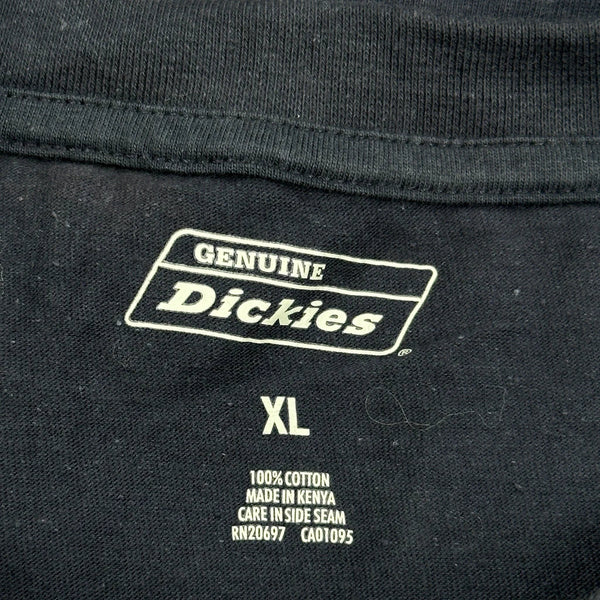 GENUINE
Dickies
®
XL
100% COTTON
MADE IN KENYA
CARE IN SIDE SEAM
RN20697 CA01095